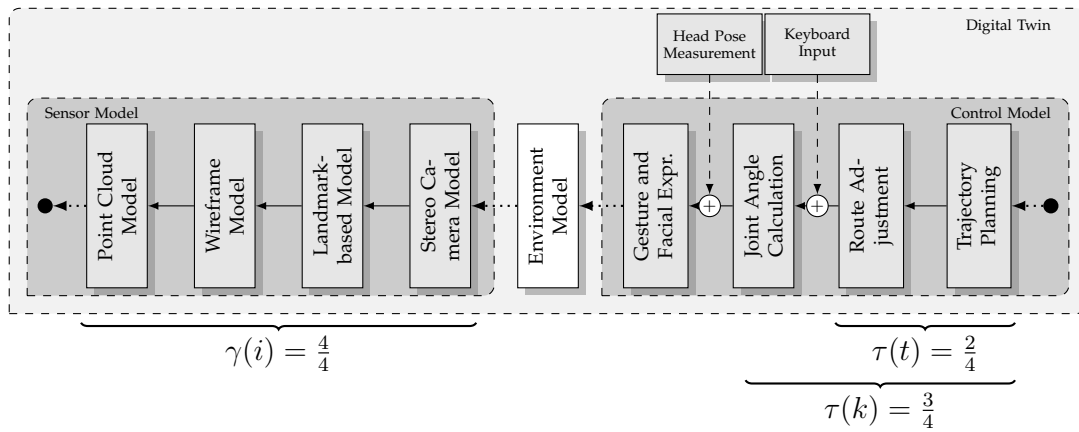 Digital Twin
Head Pose
Measurement
Keyboard
Input
Sensor Model
Control Model
Point Cloud
Model
Wireframe
Model
Landmark-
based Model
Stereo Ca-
mera Model
Environment
Model
Gesture and
Facial Expr.
+
Joint Angle
Calculation
+
Route Ad-
justment
Trajectory
Planning
γ(i) = 4/4
τ(t) = 2/4
τ(k) = 3/4